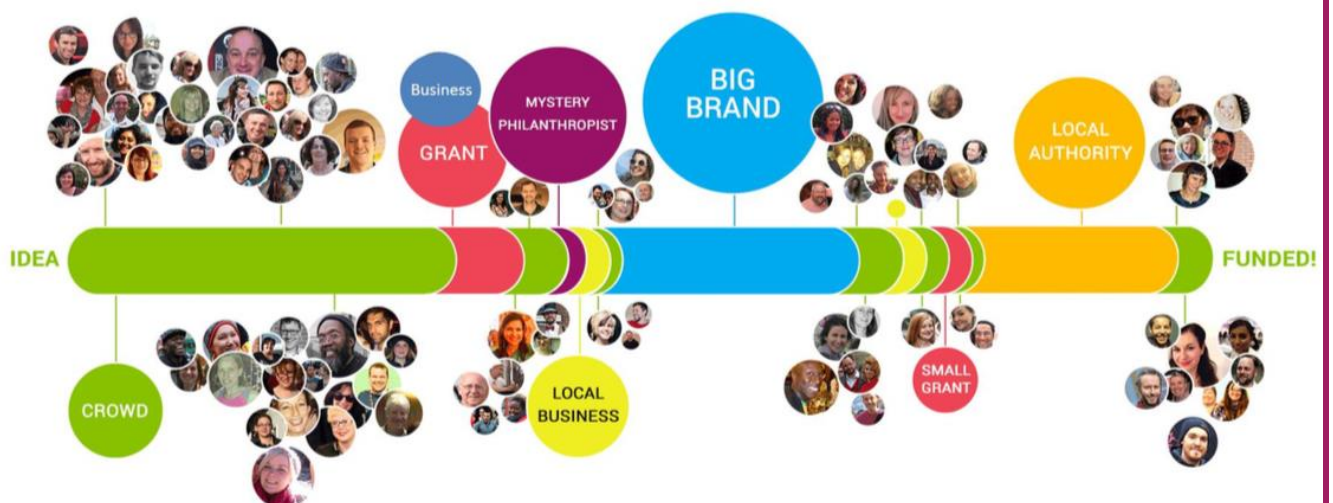 Business
GRANT
MYSTERY
PHILANTHROPIST
BIG
BRAND
LOCAL
AUTHORITY
IDEA
FUNDED!
CROWD
LOCAL
BUSINESS
SMALL
GRANT